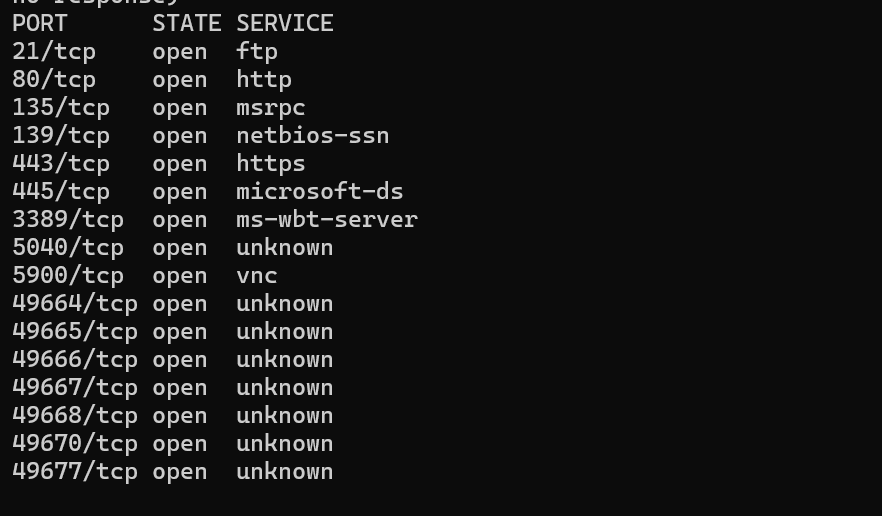 no-response)
PORT      STATE SERVICE
21/tcp    open  ftp
80/tcp    open  http
135/tcp   open  msrpc
139/tcp   open  netbios-ssn
443/tcp   open  https
445/tcp   open  microsoft-ds
3389/tcp  open  ms-wbt-server
5040/tcp  open  unknown
5900/tcp  open  vnc
49664/tcp open  unknown
49665/tcp open  unknown
49666/tcp open  unknown
49667/tcp open  unknown
49668/tcp open  unknown
49670/tcp open  unknown
49677/tcp open  unknown